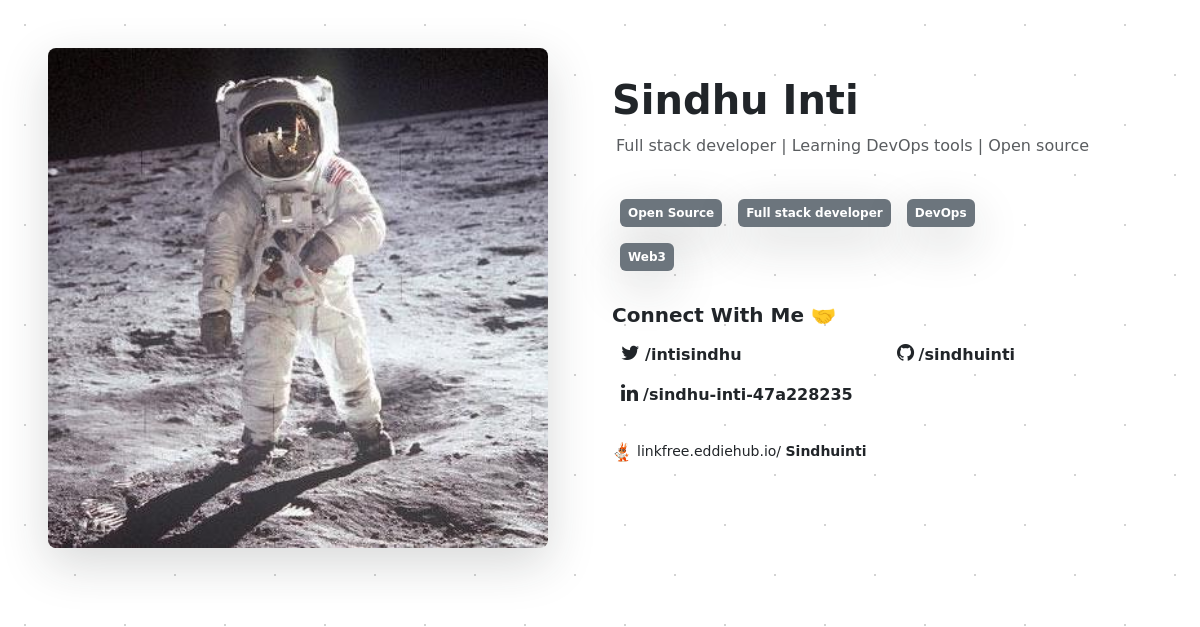 Sindhu Inti
Full stack developer | Learning DevOps tools | Open source
Open Source Full stack developer DevOps
Web3
Connect With Me 🤝
/intisindhu /sindhuinti
/sindhu-inti-47a228235
linkfree.eddiehub.io/ Sindhuinti